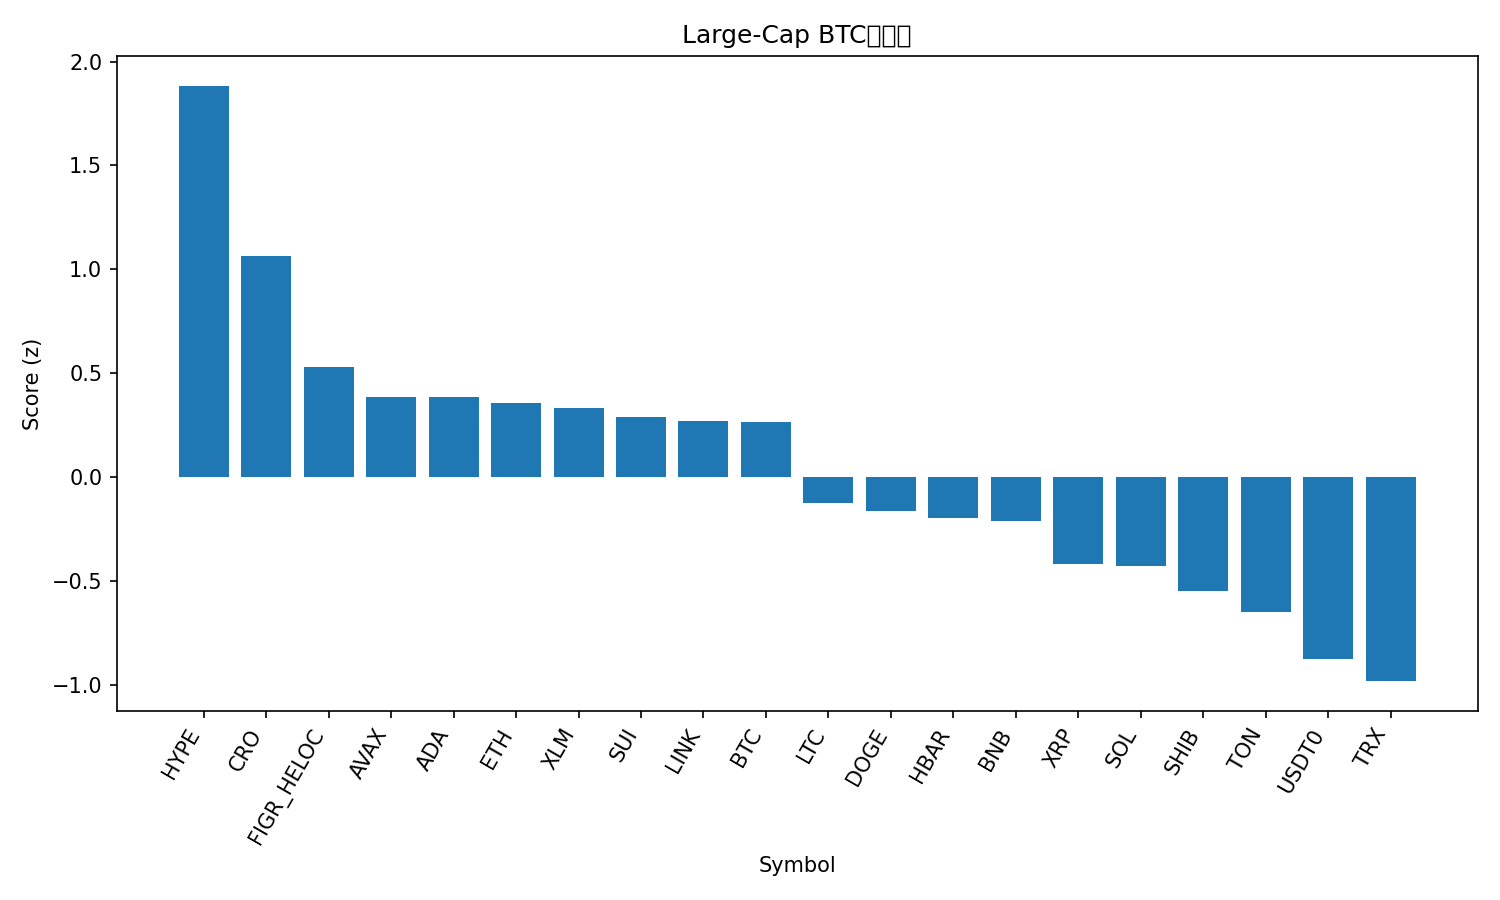 Large-Cap BTC
2.0
1.5
1.0
0.5
0.0
−0.5
−1.0
Score (z)
HYPE
CRO
FIGR_HELOC
AVAX
ADA
ETH
XLM
SUI
LINK
BTC
LTC
DOGE
HBAR
BNB
XRP
SOL
SHIB
TON
USDT0
TRX
Symbol